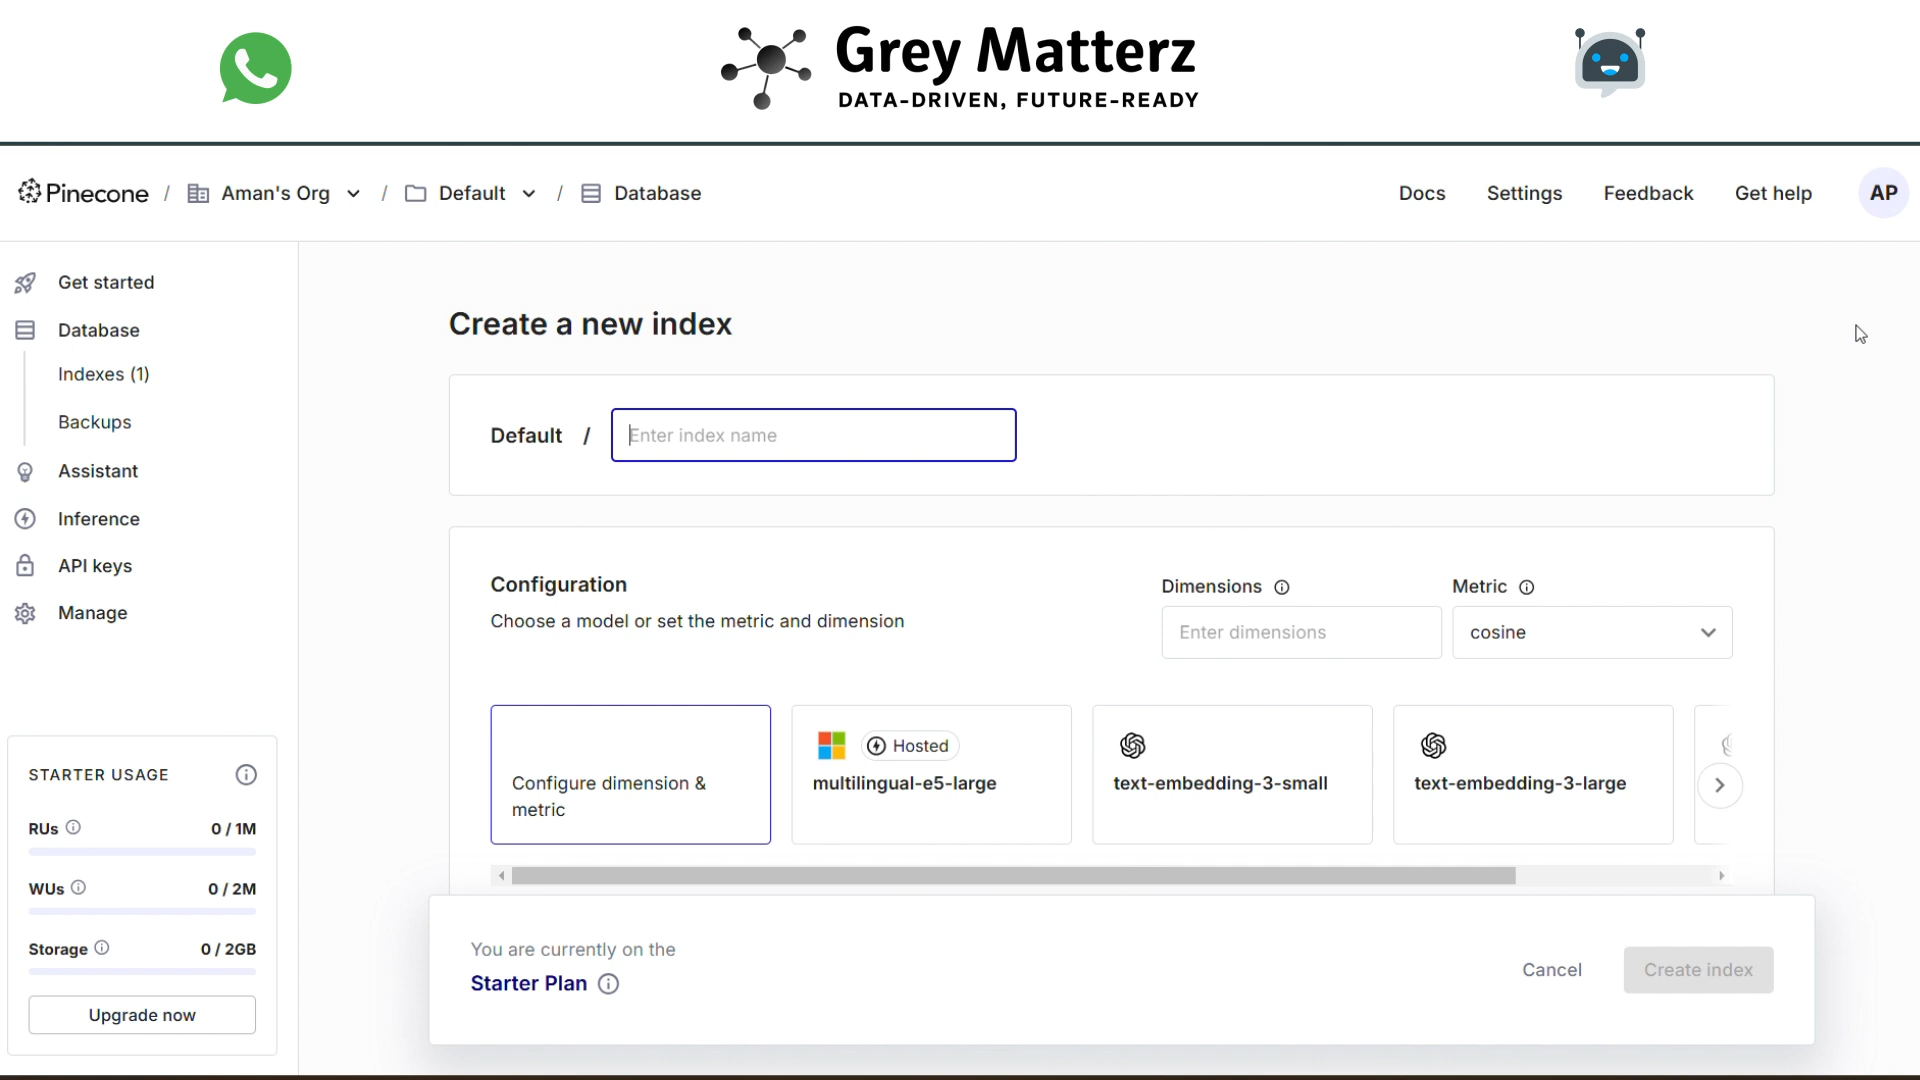 Grey Matterz
DATA-DRIVEN, FUTURE-READY
Pinecone / Aman's Org / Default / Database
Docs Settings Feedback Get help AP
Get started
Database
Indexes (1)
Backups
Assistant
Inference
API keys
Manage
STARTER USAGE
RUs 0 / 1M
WUs 0 / 2M
Storage 0 / 2GB
Upgrade now
Create a new index
Default / Enter index name
Configuration
Choose a model or set the metric and dimension
Dimensions
Enter dimensions
Metric
cosine
Configure dimension &
metric
Hosted
multilingual-e5-large
text-embedding-3-small
text-embedding-3-large
You are currently on the
Starter Plan
Cancel
Create index